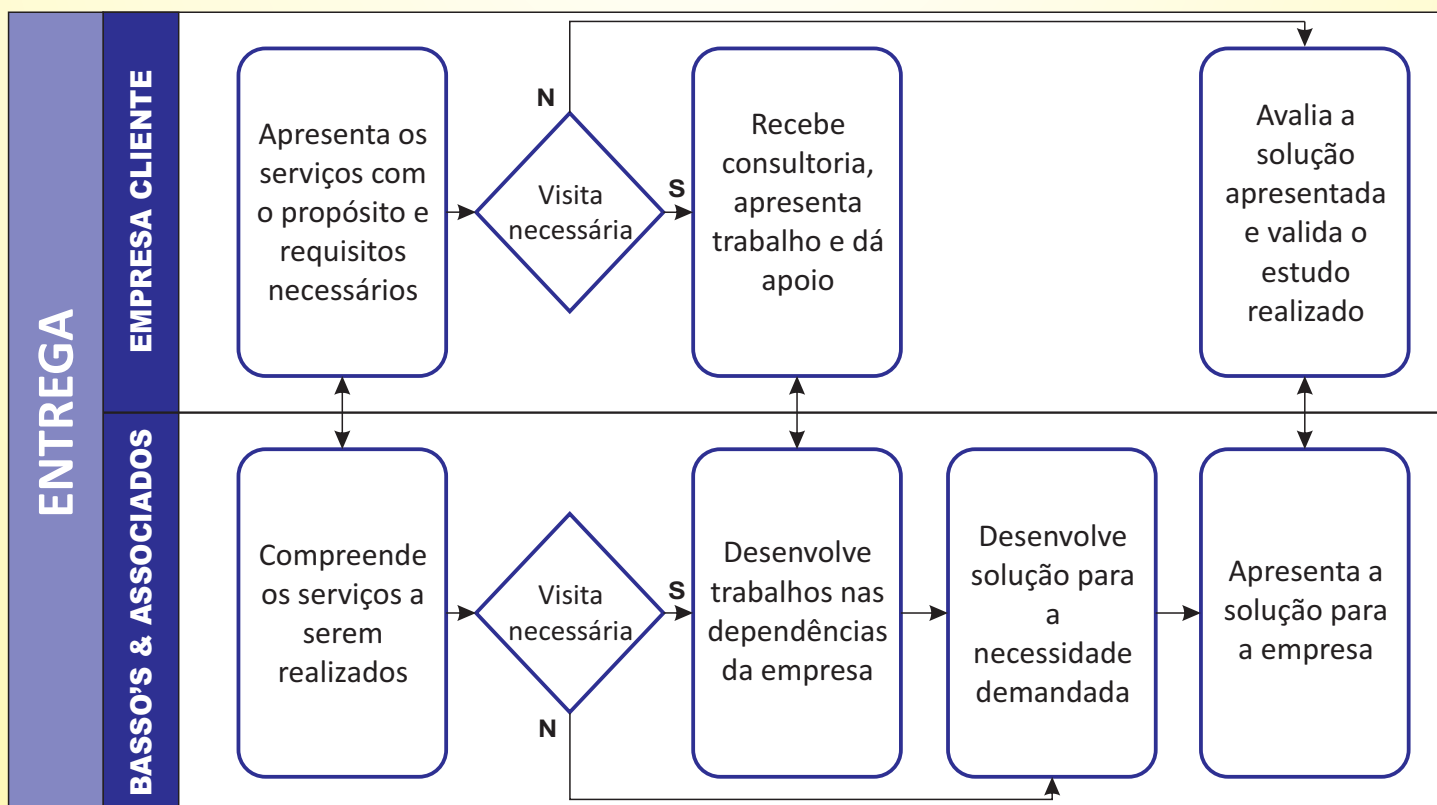 ENTREGA
EMPRESA CLIENTE
Apresenta os
serviços com
o propósito e
requisitos
necessários
N
Visita
necessária
S
Recebe
consultoria,
apresenta
trabalho e dá
apoio
Avalia a
solução
apresentada
e valida o
estudo
realizado
BASSO'S & ASSOCIADOS
Compreende
os serviços a
serem
realizados
Visita
necessária
S
N
Desenvolve
trabalhos nas
dependências
da empresa
Desenvolve
solução para
a
necessidade
demandada
Apresenta a
solução para
a empresa